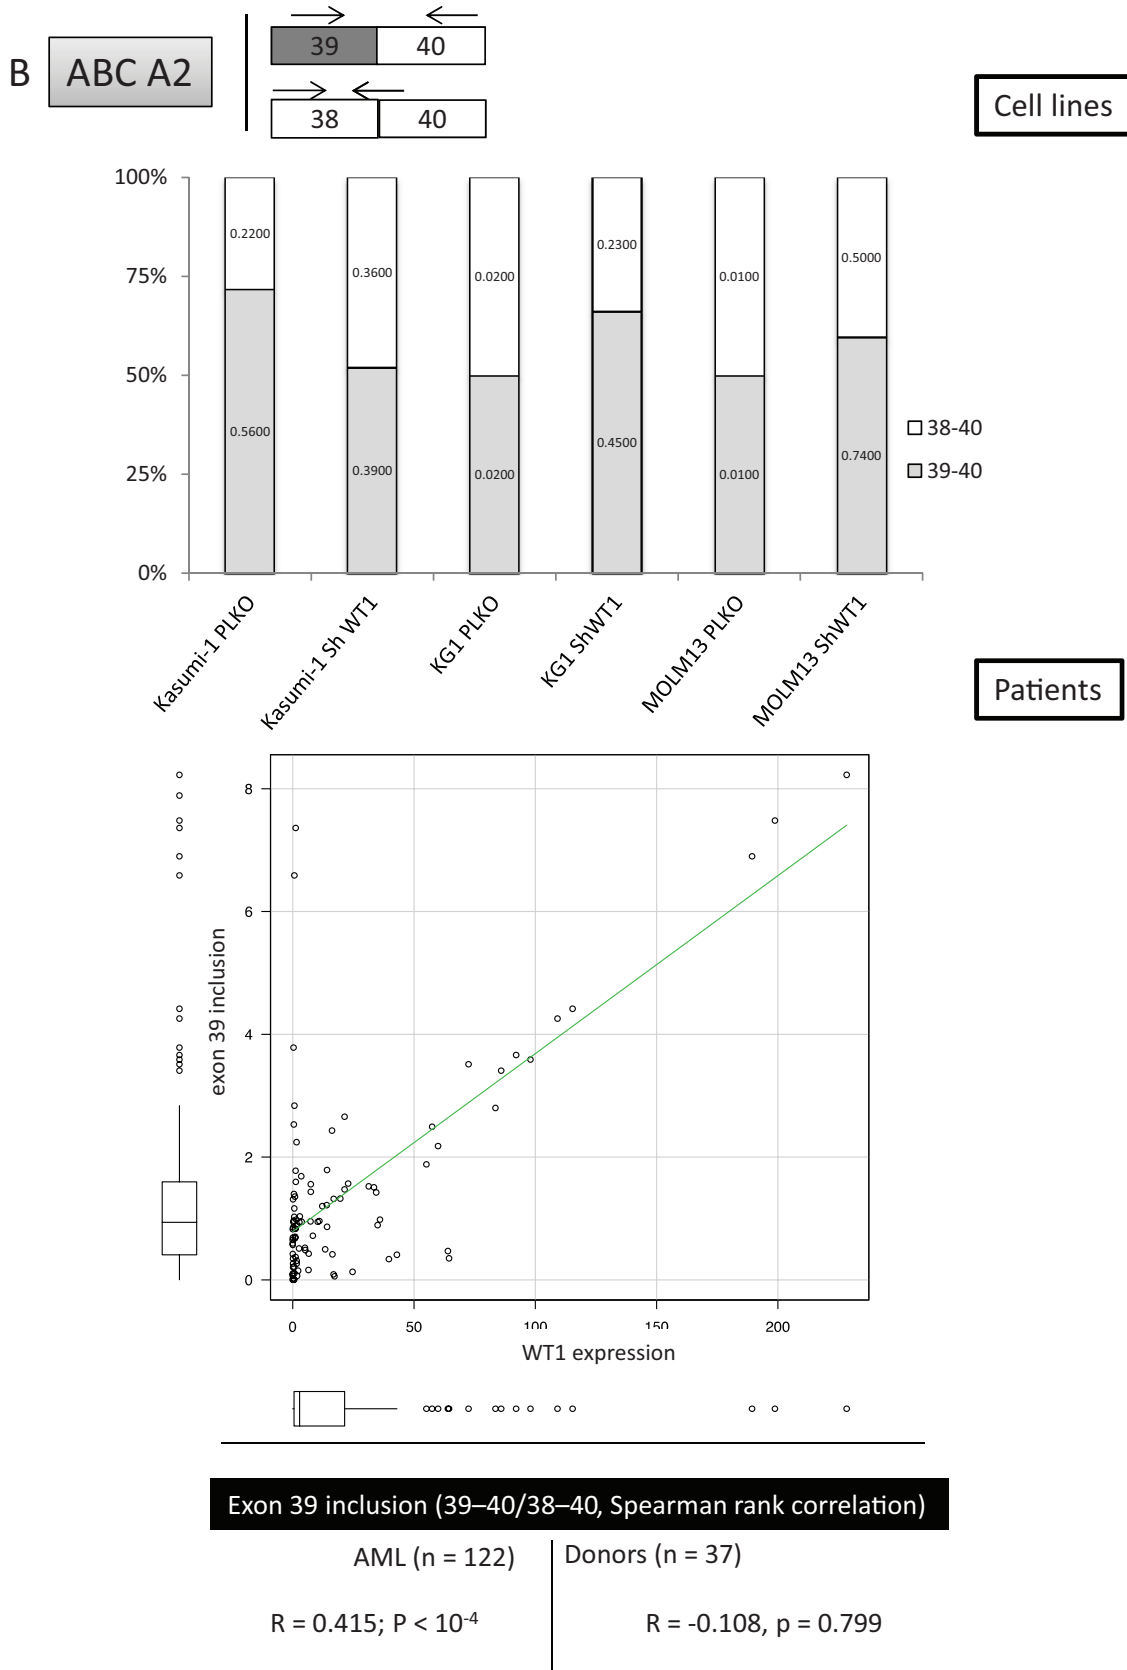 B
ABC A2
39 40
38 40
Cell lines
100%
75%
50%
25%
0%
0.2200
0.5600
0.3600
0.3900
0.0200
0.0200
0.2300
0.4500
0.0100
0.0100
0.5000
0.7400
38-40
39-40
Kasumi-1 PLKO
Kasumi-1 Sh WT1
KG1 PLKO
KG1 ShWT1
MOLM13 PLKO
MOLM13 ShWT1
Patients
8
6
4
2
0
exon 39 inclusion
0 50 100 150 200
WT1 expression
Exon 39 inclusion (39–40/38–40, Spearman rank correlation)
AML (n = 122) Donors (n = 37)
R = 0.415; P < 10-4 R = -0.108, p = 0.799